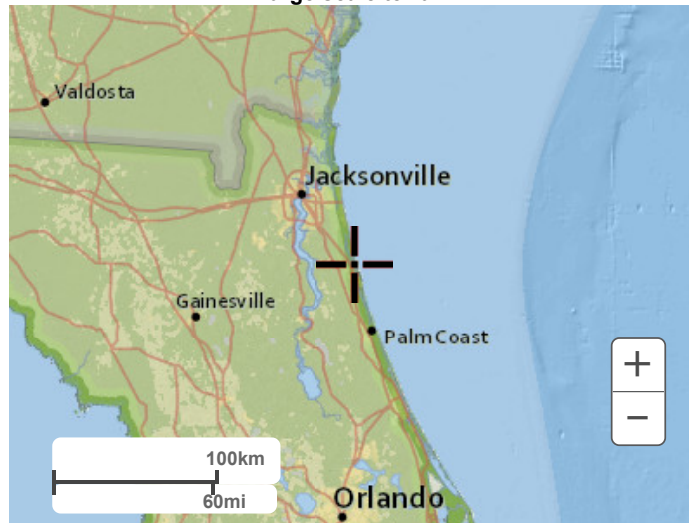 Valdosta
Jacksonville
Gainesville
Palm Coast
+
−
100km
60mi
Orlando